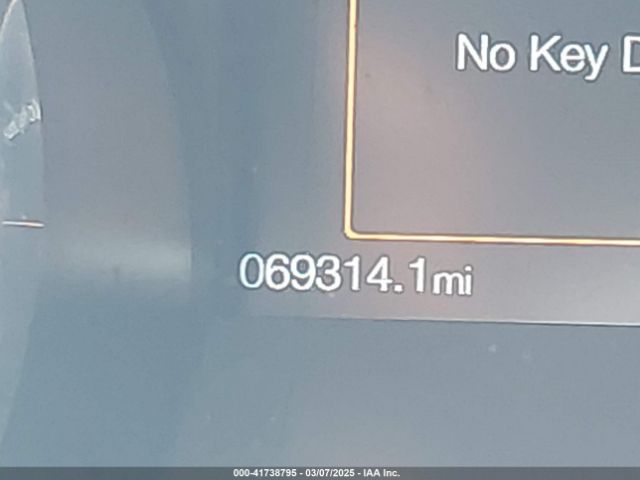 No Key D
069314.1mi
000-41738795 - 03/07/2025 - IAA Inc.